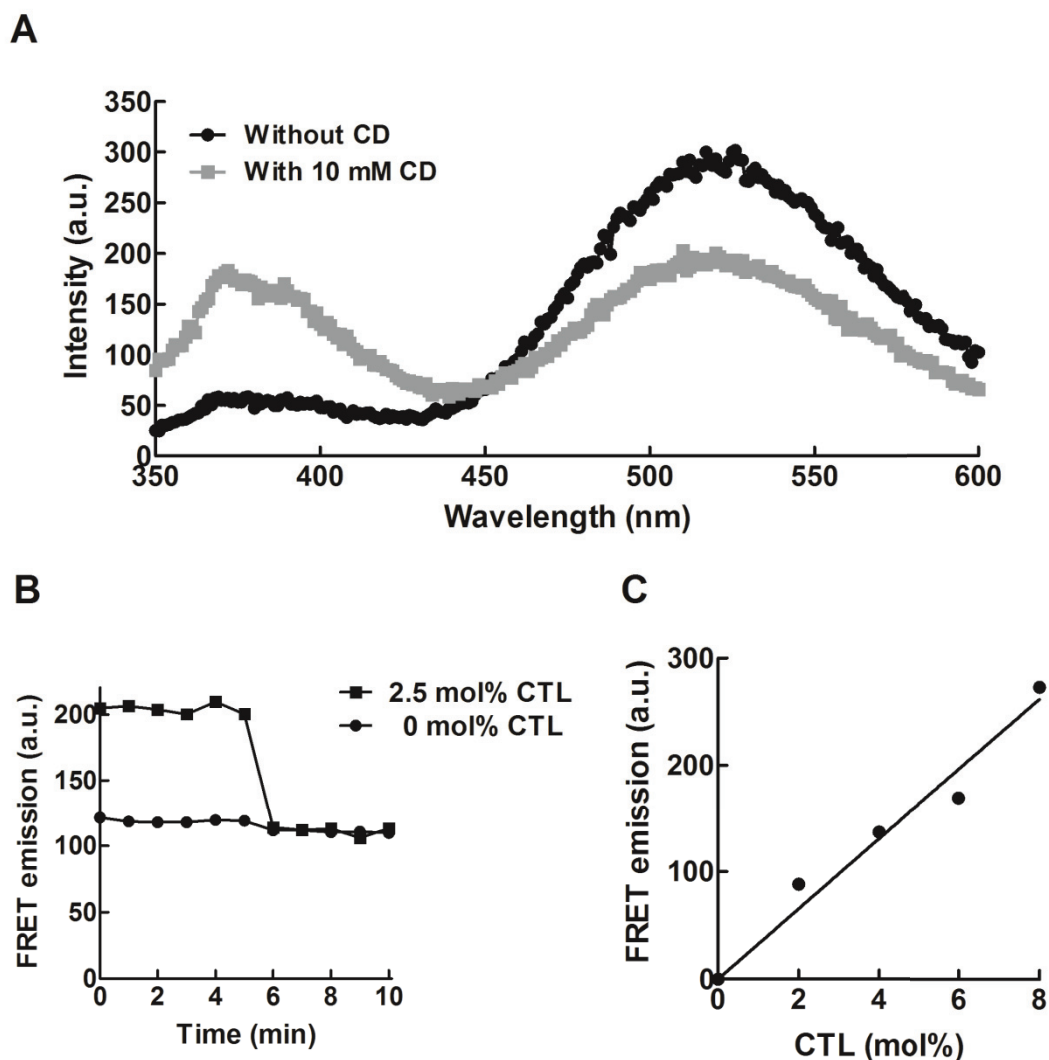 A
350
300
250
200
150
100
50
0
Intensity (a.u.)
Without CD
With 10 mM CD
350 400 450 500 550 600
Wavelength (nm)
B
200
150
100
50
0
FRET emission (a.u.)
2.5 mol% CTL
0 mol% CTL
0 2 4 6 8 10
Time (min)
C
300
200
100
0
FRET emission (a.u.)
0 2 4 6 8
CTL (mol%)